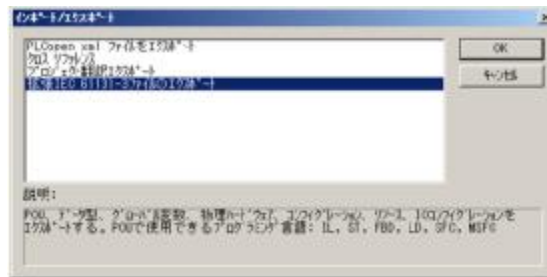 インポート/エクスポート
PLCopen xml ファイルをエクスポート
クロス リファレンス
プロジェクト翻訳エクスポート
拡張IEC 61131-3ファイルのエクスポート
OK
キャンセル
説明:
POU、データ型、グローバル変数、物理ハードウェア、コンフィグレーション、リソース、IOコンフィグレーションを
エクスポートする。POUで使用できるプログラミング言語: IL, ST, FBD, LD, SFC, MSFC